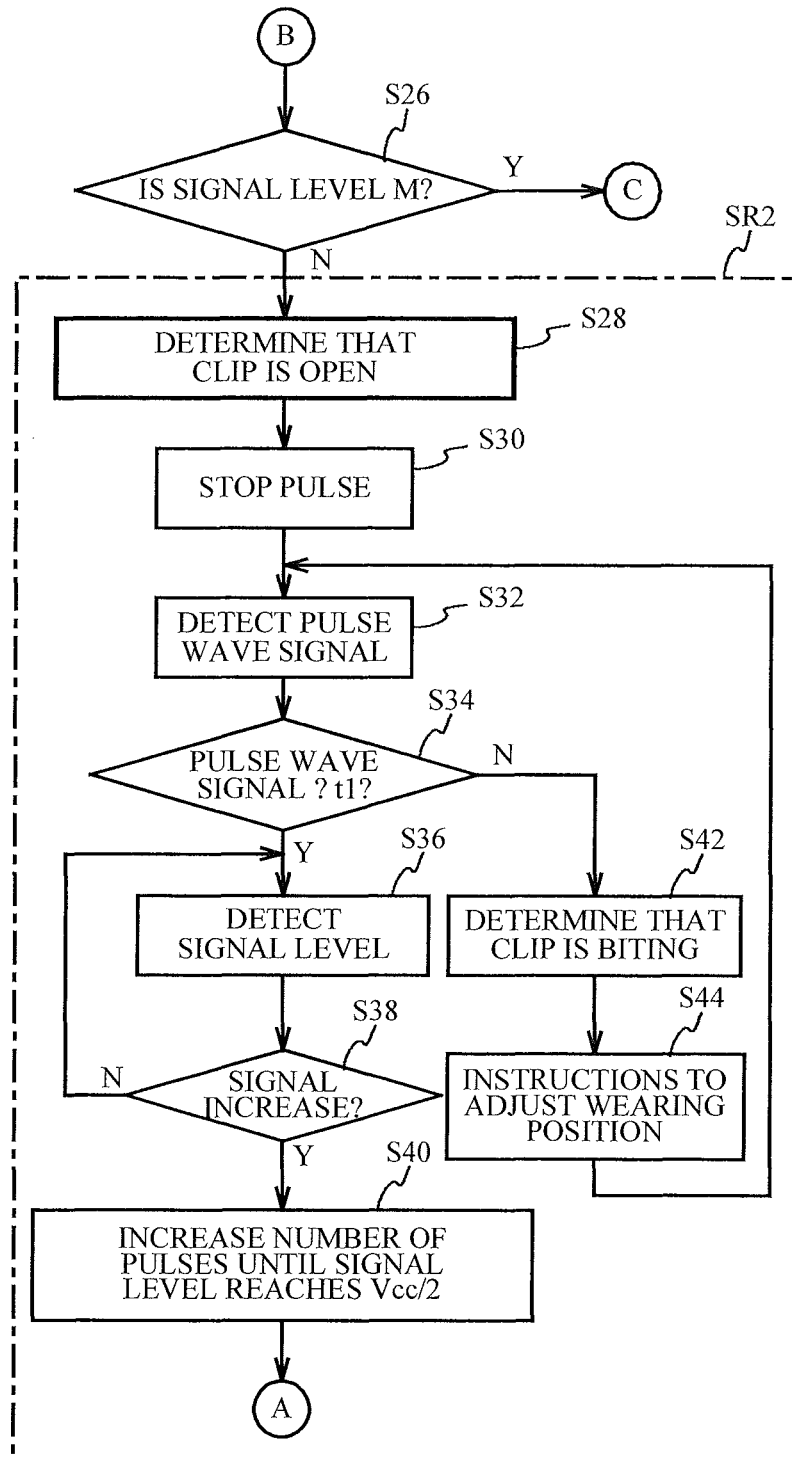 B
S26
IS SIGNAL LEVEL M?
Y
C
SR2
N
S28
DETERMINE THAT
CLIP IS OPEN
S30
STOP PULSE
S32
DETECT PULSE
WAVE SIGNAL
S34
PULSE WAVE
SIGNAL ? t1?
N
Y
S36
DETECT
SIGNAL LEVEL
S42
DETERMINE THAT
CLIP IS BITING
S38
SIGNAL
INCREASE?
N
Y
S44
INSTRUCTIONS TO
ADJUST WEARING
POSITION
S40
INCREASE NUMBER OF
PULSES UNTIL SIGNAL
LEVEL REACHES Vcc/2
A